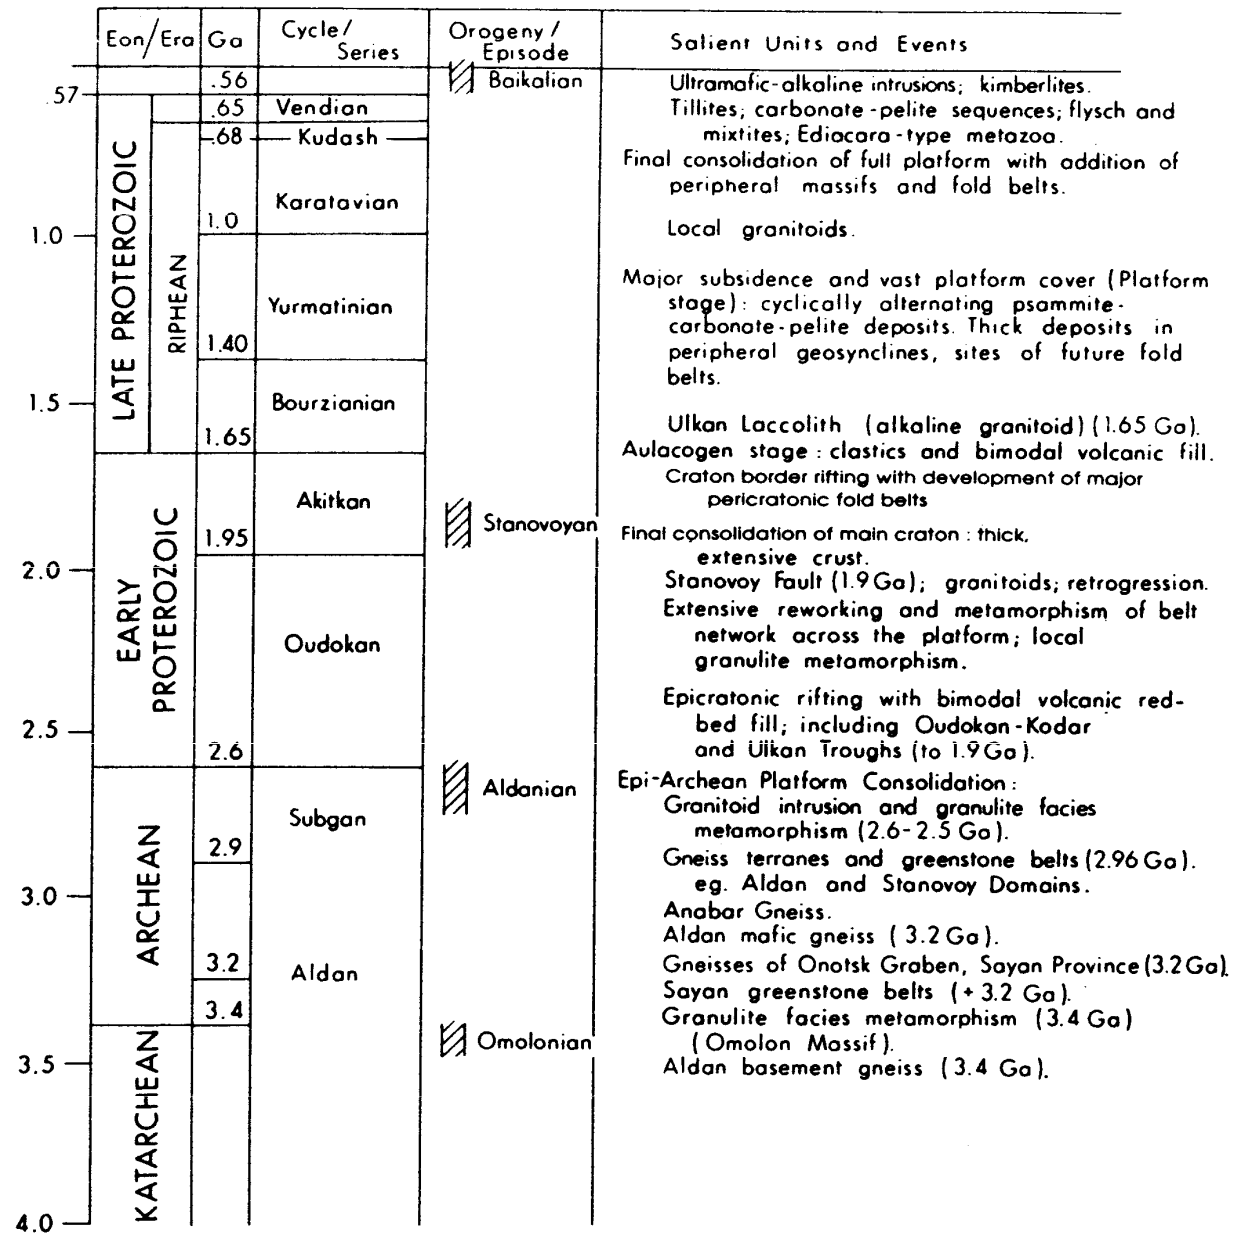 Eon/Era Ga Cycle/ Series Orogeny/ Episode Salient Units and Events
.56 Baikalian Ultramafic-alkaline intrusions; kimberlites.
.57
.65 Vendian Tillites; carbonate-pelite sequences; flysch and
mixtites; Ediacara-type metazoa.
.68 Kudash
Final consolidation of full platform with addition of
peripheral massifs and fold belts.
LATE PROTEROZOIC
RIPHEAN
Karatavian
1.0
1.0
Local granitoids.
Yurmatinian
Major subsidence and vast platform cover (Platform
stage): cyclically alternating psammite-
carbonate-pelite deposits. Thick deposits in
peripheral geosynclines, sites of future fold
belts.
1.40
1.5
Bourzianian
1.65
Ulkan Laccolith (alkaline granitoid) (1.65 Ga).
Aulacogen stage: clastics and bimodal volcanic fill.
Craton border rifting with development of major
pericratonic fold belts
EARLY
PROTEROZOIC
Akitkan
1.95
Stanovoyan
Final consolidation of main craton: thick,
extensive crust.
2.0
Stanovoy Fault (1.9 Ga); granitoids; retrogression.
Extensive reworking and metamorphism of belt
network across the platform; local
granulite metamorphism.
Oudokan
Epicratonic rifting with bimodal volcanic red-
bed fill; including Oudokan-Kodar
and Ulkan Troughs (to 1.9 Ga).
2.5
2.6
ARCHEAN
Subgan
Aldanian
Epi-Archean Platform Consolidation:
Granitoid intrusion and granulite facies
metamorphism (2.6-2.5 Ga).
2.9
Gneiss terranes and greenstone belts (2.96 Ga).
eg. Aldan and Stanovoy Domains.
3.0
Anabar Gneiss.
Aldan mafic gneiss (3.2 Ga).
3.2
Aldan
Gneisses of Onotsk Graben, Sayan Province (3.2 Ga).
Sayan greenstone belts (+3.2 Ga).
3.4
Granulite facies metamorphism (3.4 Ga)
(Omolon Massif).
KATARCHEAN
Omolonian
3.5
Aldan basement gneiss (3.4 Ga).
4.0